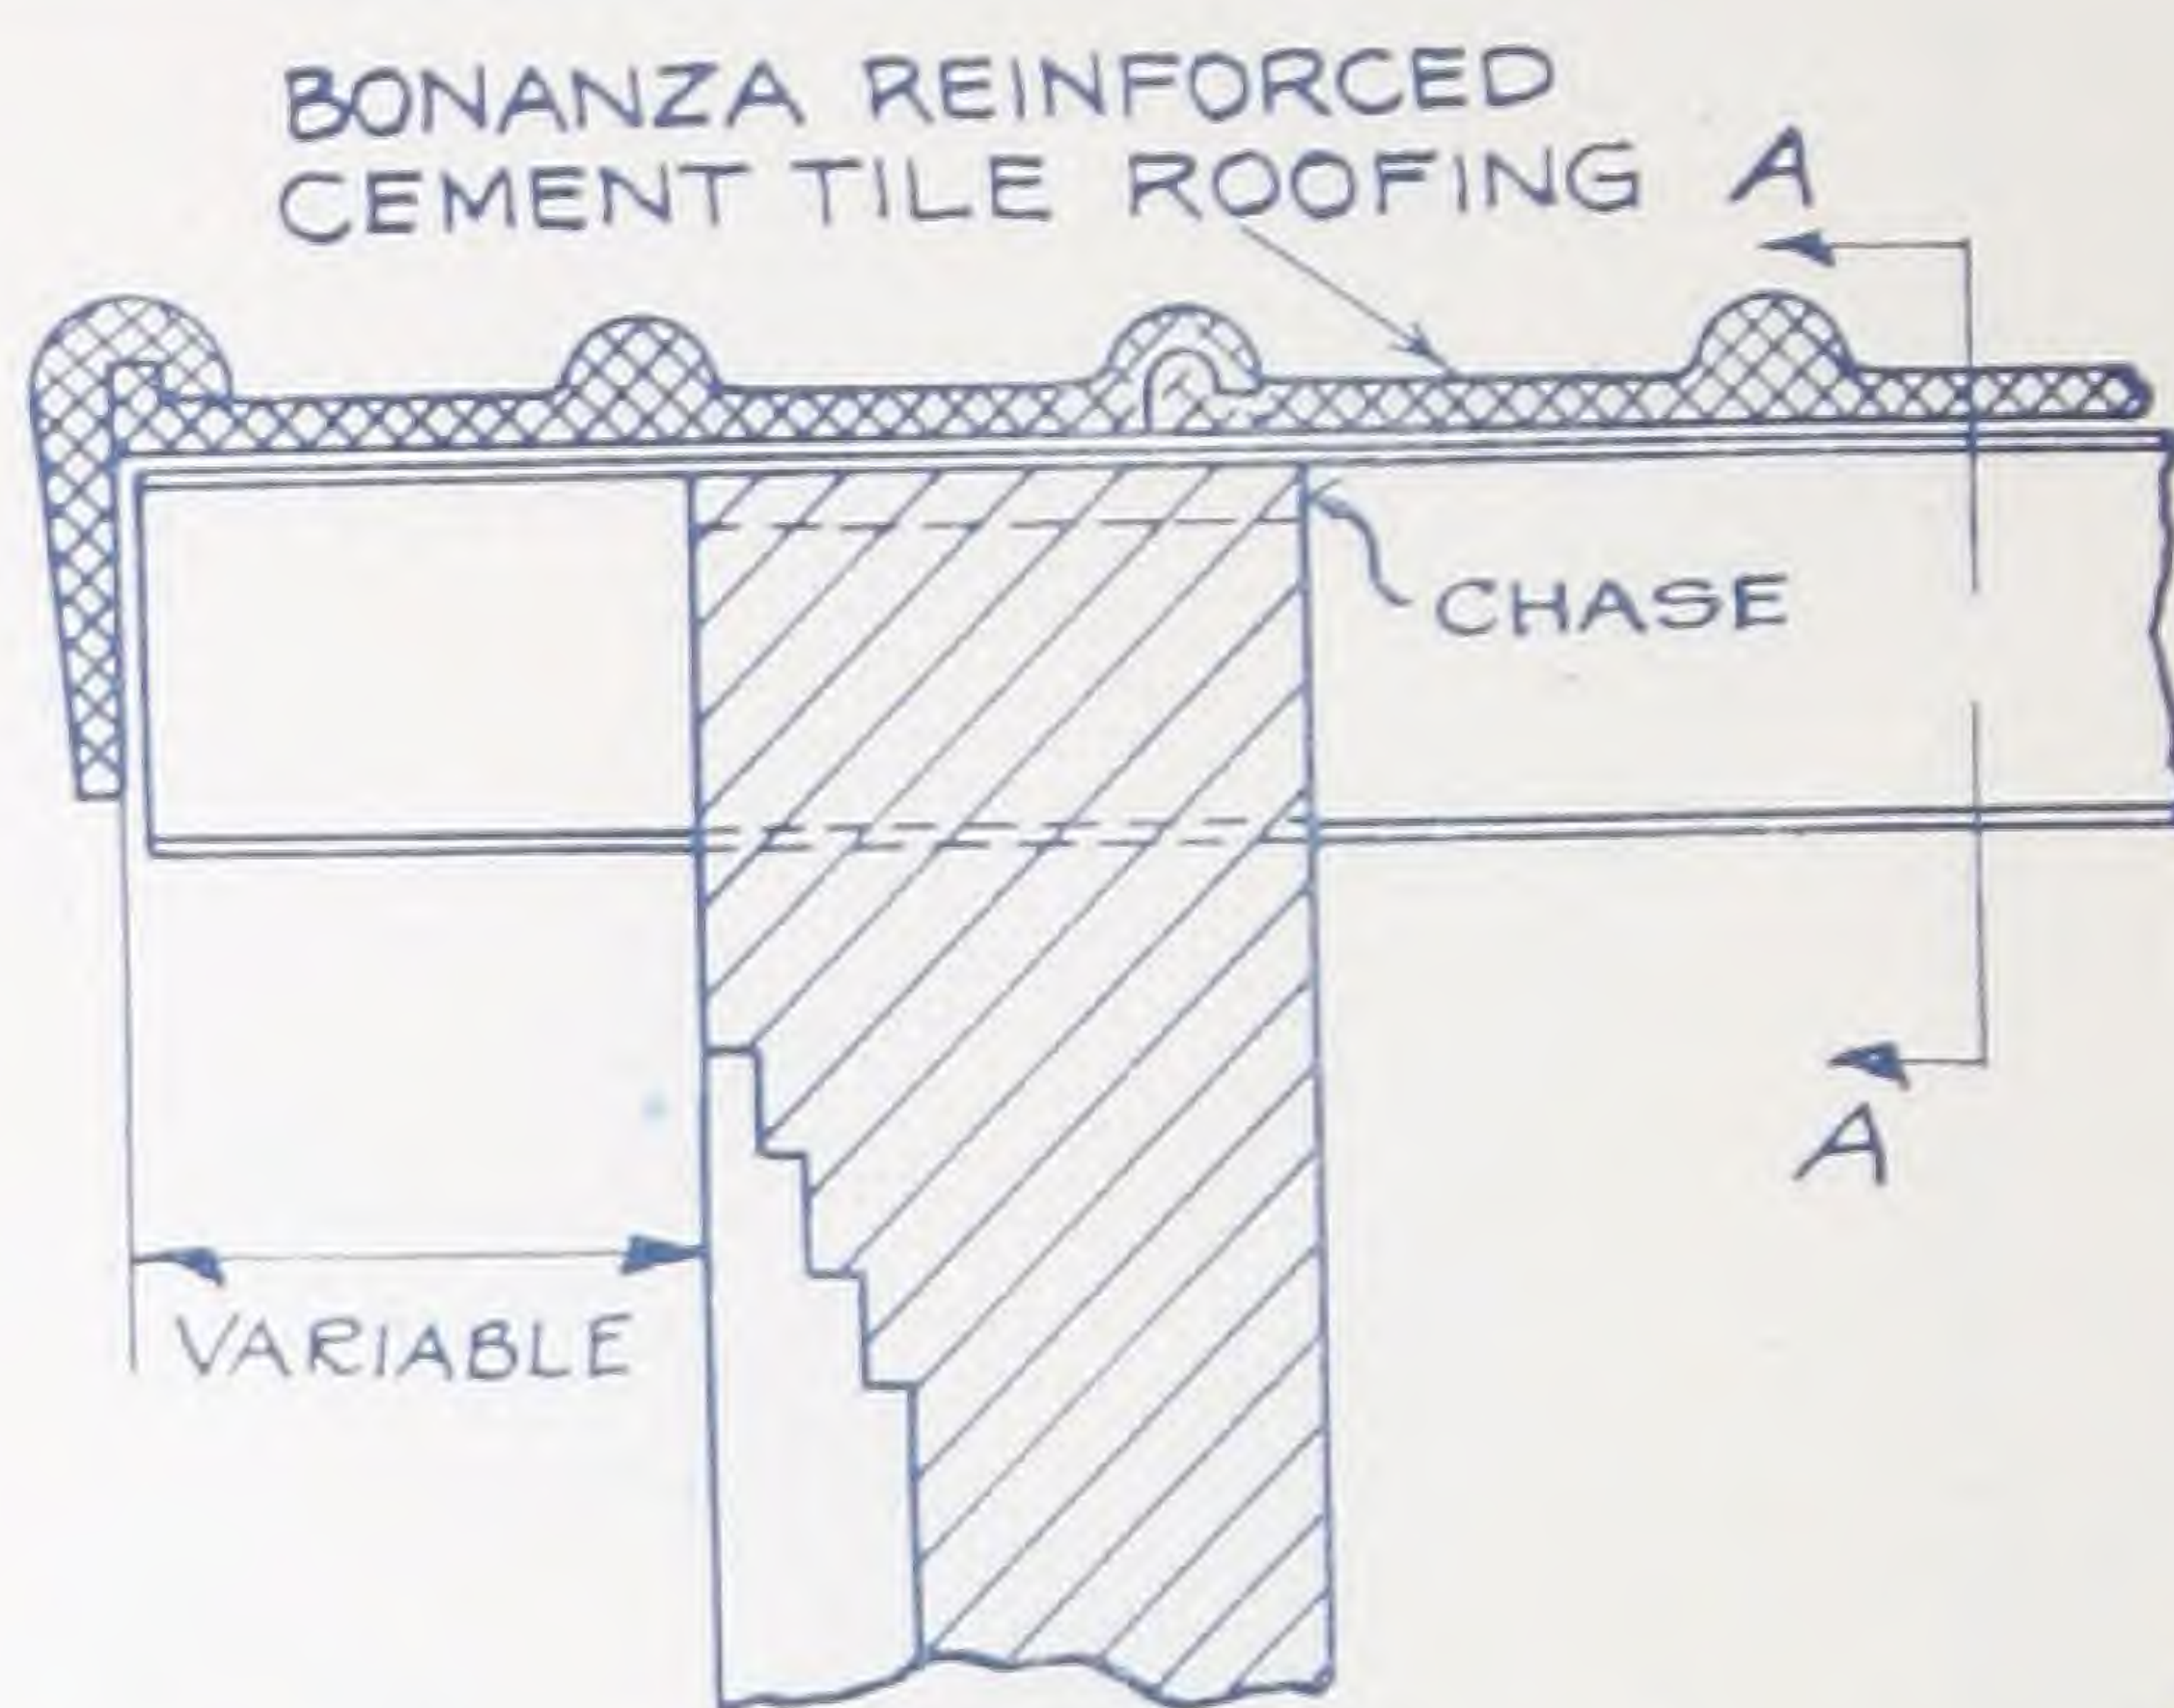 BONANZA REINFORCED
CEMENT TILE ROOFING
A
CHASE
A
VARIABLE